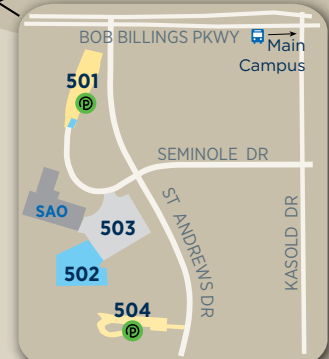 BOB BILLINGS PKWY
Main
Campus
501
P
SEMINOLE DR
SAO
503
ST ANDREWS DR
KASOLD DR
502
504
P